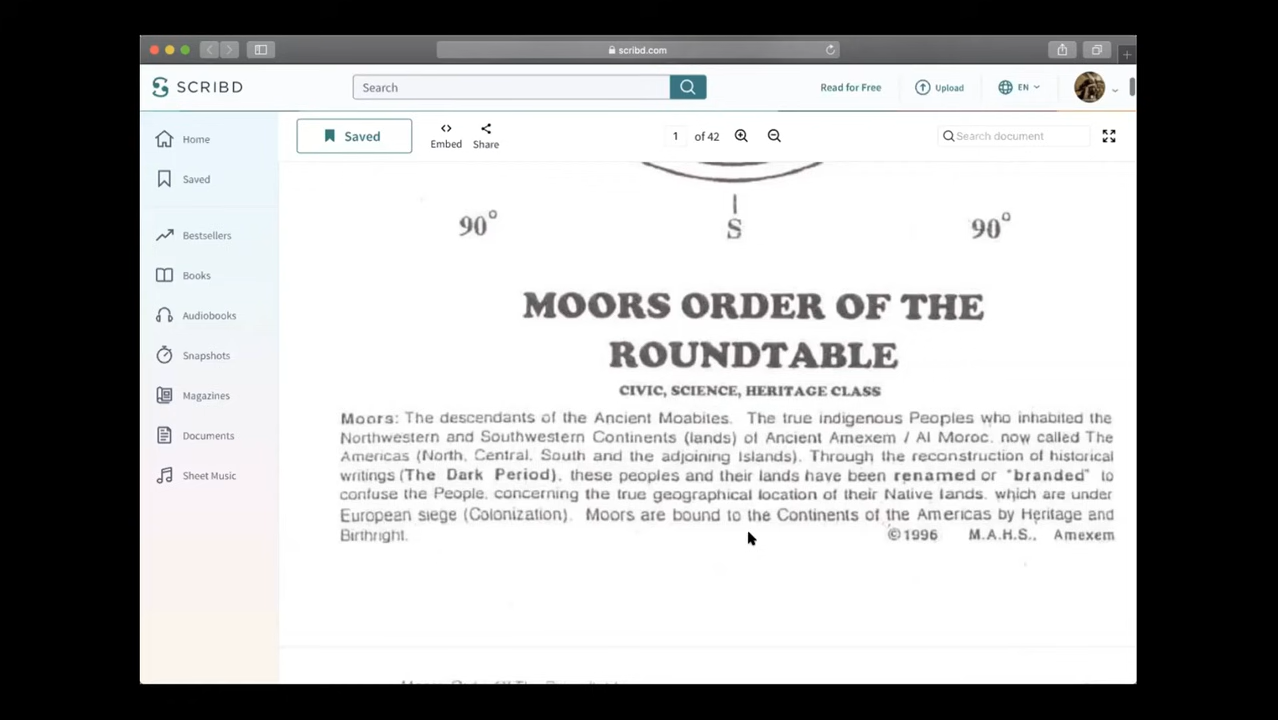 scribd.com
SCRIBD
Search
Read for Free
Upload
EN
Home
Saved
Bestsellers
Books
Audiobooks
Snapshots
Magazines
Documents
Sheet Music
Saved
Embed
Share
1 of 42
Search document
90° S 90°
MOORS ORDER OF THE
ROUNDTABLE
CIVIC, SCIENCE, HERITAGE CLASS
Moors: The descendants of the Ancient Moabites. The true indigenous Peoples who inhabited the
Northwestern and Southwestern Continents (lands) of Ancient Amexem / Al Moroc, now called The
Americas (North, Central, South and the adjoining Islands). Through the reconstruction of historical
writings (The Dark Period), these peoples and their lands have been renamed or "branded" to
confuse the People, concerning the true geographical location of their Native lands, which are under
European siege (Colonization). Moors are bound to the Continents of the Americas by Heritage and
Birthright. ©1996 M.A.H.S., Amexem